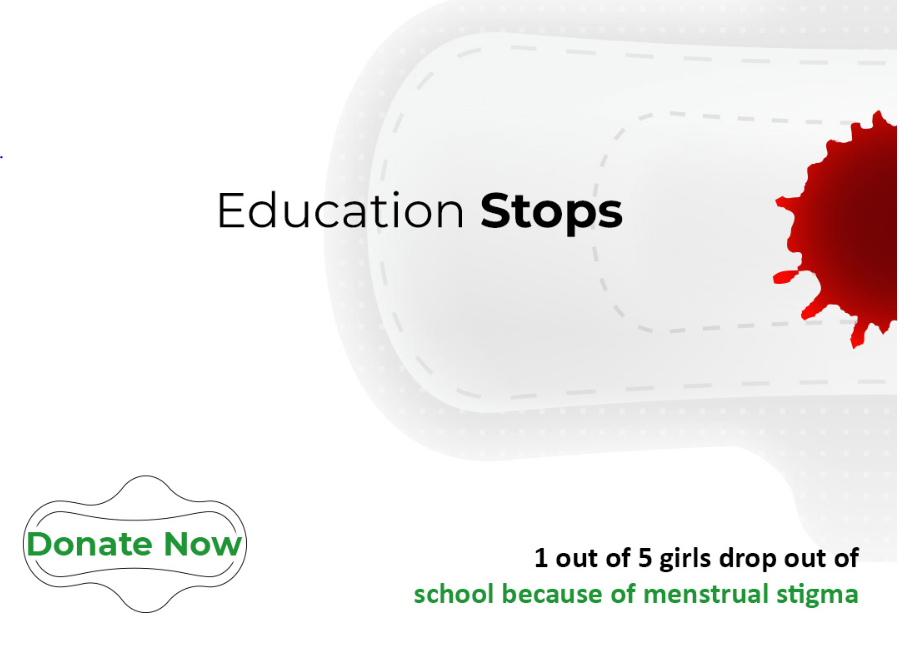 Education Stops
Donate Now
1 out of 5 girls drop out of
school because of menstrual stigma